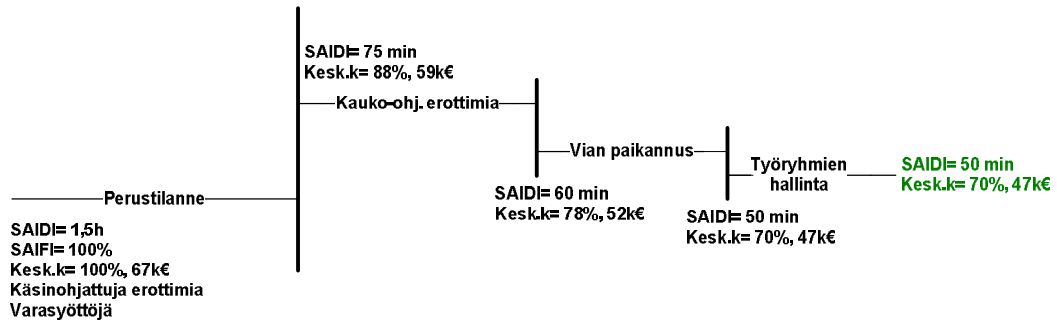 Perustilanne
SAIDI= 1,5h
SAIFI= 100%
Kesk.k= 100%, 67k€
Käsinohjattuja erottimia
Varasyöttöjä
SAIDI= 75 min
Kesk.k= 88%, 59k€
Kauko-ohj. erottimia
SAIDI= 60 min
Kesk.k= 78%, 52k€
Vian paikannus
SAIDI= 50 min
Kesk.k= 70%, 47k€
Työryhmien
hallinta
SAIDI= 50 min
Kesk.k= 70%, 47k€